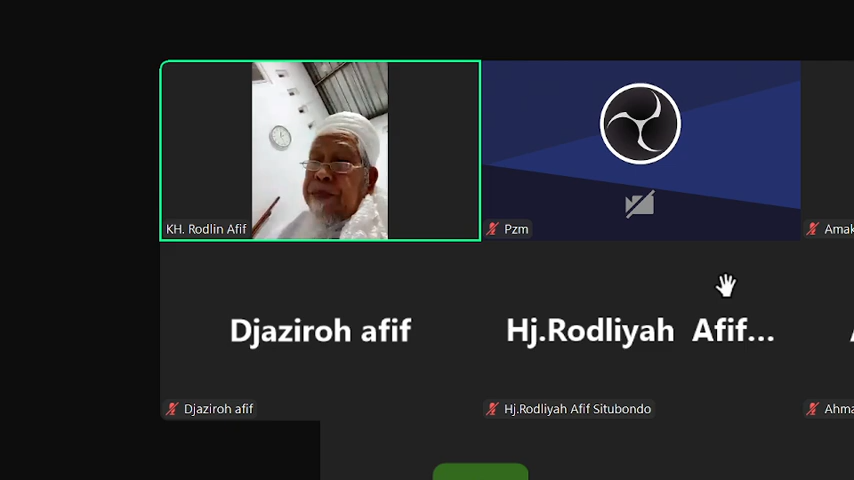 KH. Rodlin Afif
Pzm
Djaziroh afif
Hj.Rodliyah Afif...
Djaziroh afif
Hj.Rodliyah Afif Situbondo